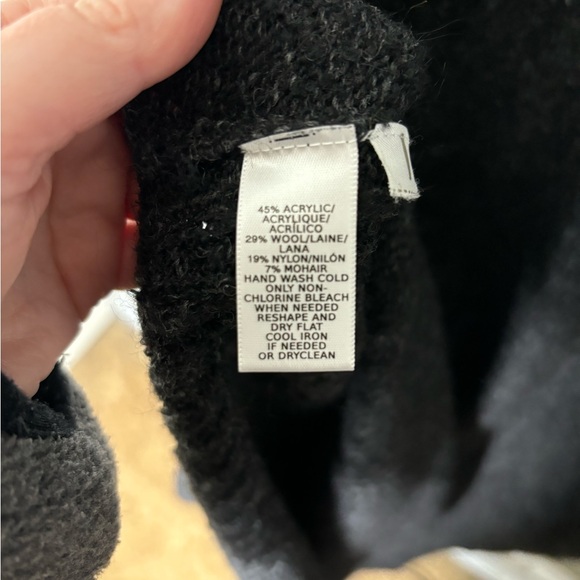 45% ACRYLIC/
ACRYLIQUE/
ACRÍLICO
29% WOOL/LAINE/
LANA
19% NYLON/NILÓN
7% MOHAIR
HAND WASH COLD
ONLY NON-
CHLORINE BLEACH
WHEN NEEDED
RESHAPE AND
DRY FLAT
COOL IRON
IF NEEDED
OR DRYCLEAN